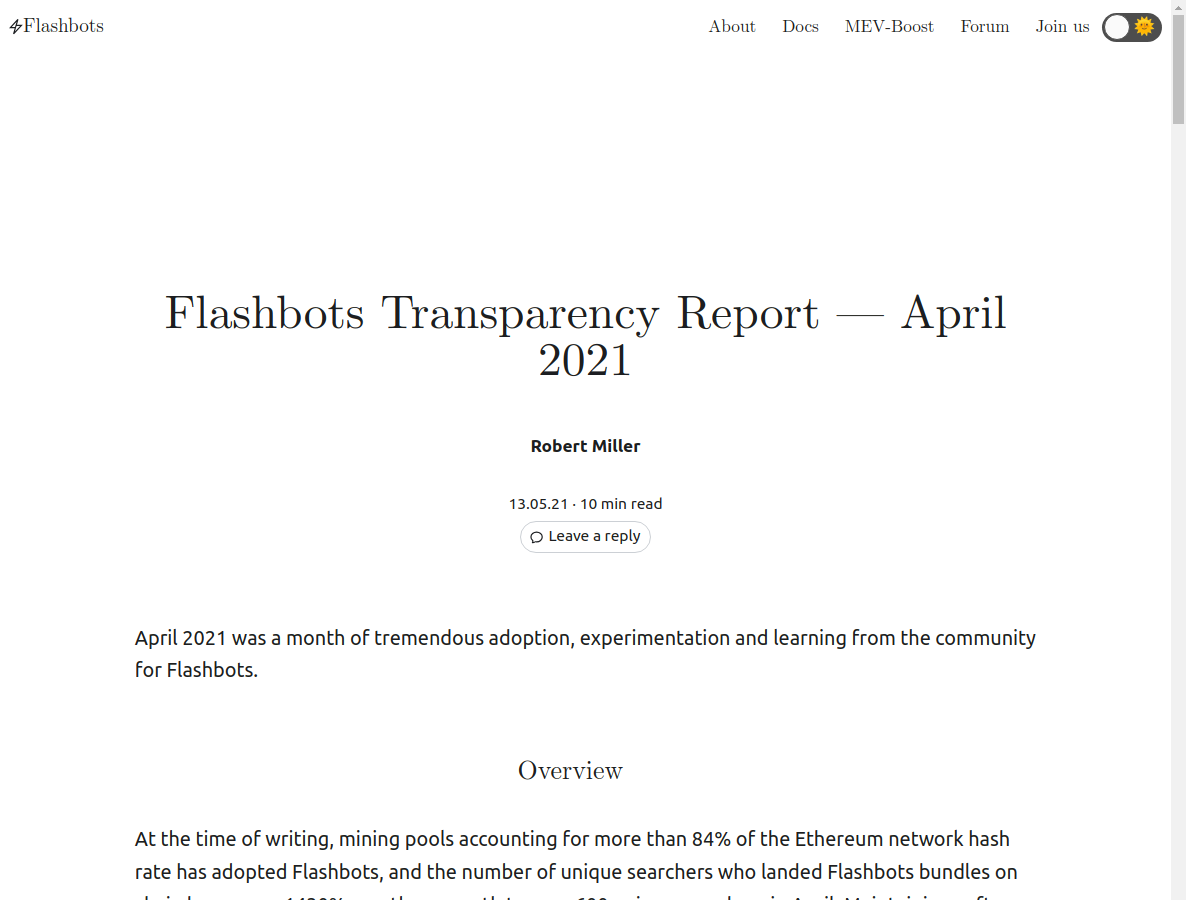 Flashbots
About Docs MEV-Boost Forum Join us
Flashbots Transparency Report — April
2021
Robert Miller
13.05.21 · 10 min read
Leave a reply
April 2021 was a month of tremendous adoption, experimentation and learning from the community
for Flashbots.
Overview
At the time of writing, mining pools accounting for more than 84% of the Ethereum network hash
rate has adopted Flashbots, and the number of unique searchers who landed Flashbots bundles on